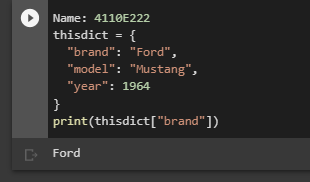 Name: 4110E222
thisdict = {
  "brand": "Ford",
  "model": "Mustang",
  "year": 1964
}
print(thisdict["brand"])
Ford